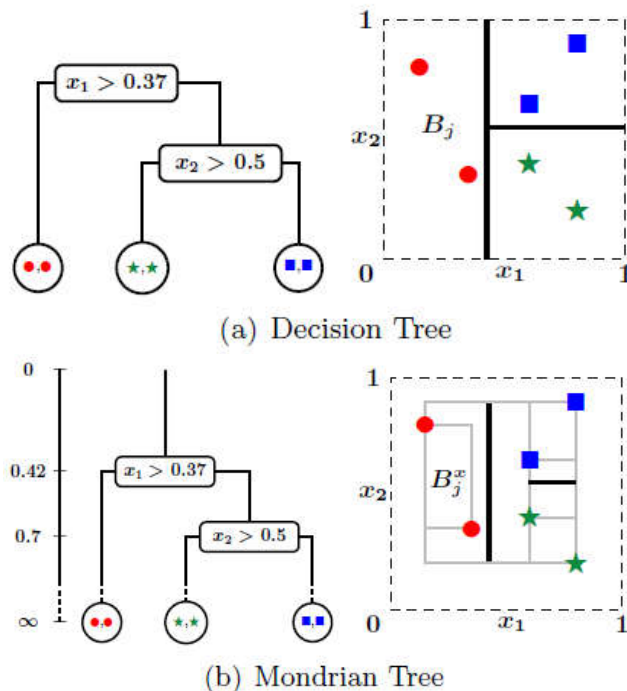 x₁ > 0.37
x₂ > 0.5
1
x₂
Bⱼ
0
x₁
1
(a) Decision Tree
0
0.42
0.7
∞
x₁ > 0.37
x₂ > 0.5
1
x₂
Bⱼˣ
0
x₁
1
(b) Mondrian Tree